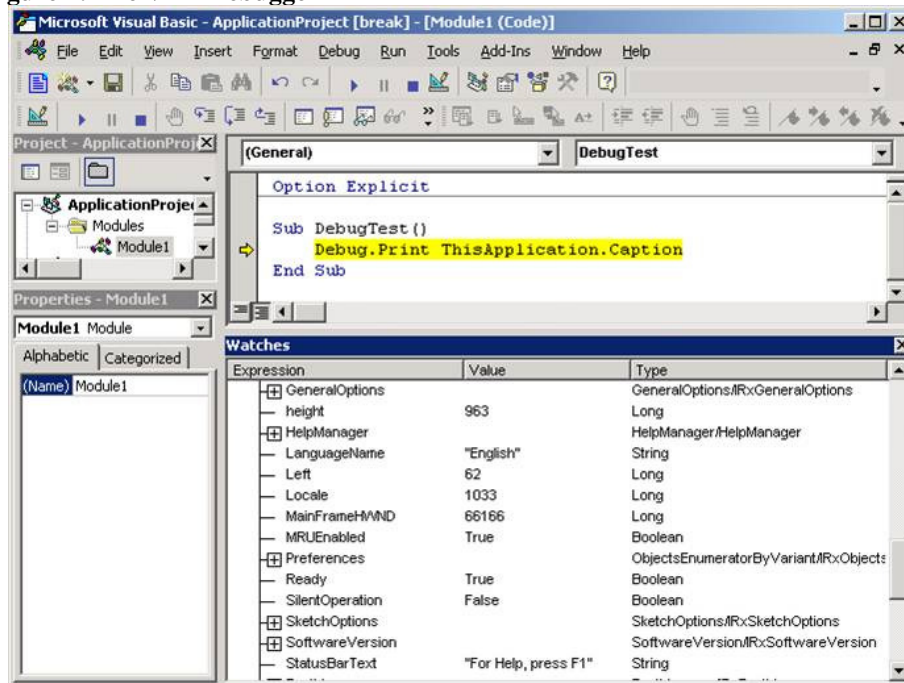 Microsoft Visual Basic - ApplicationProject [break] - [Module1 (Code)]
File Edit View Insert Format Debug Run Tools Add-Ins Window Help
Project - ApplicationProj
(General) DebugTest
Option Explicit
ApplicationProje
Modules
Module1
Sub DebugTest()
Debug.Print ThisApplication.Caption
End Sub
Properties - Module1
Module1 Module
Alphabetic Categorized
(Name) Module1
Watches
Expression Value Type
GeneralOptions GeneralOptions/IRxGeneralOptions
height 963 Long
HelpManager HelpManager/HelpManager
LanguageName "English" String
Left 62 Long
Locale 1033 Long
MainFrameHWND 66166 Long
MRUEnabled True Boolean
Preferences ObjectsEnumeratorByVariant/IRxObjects
Ready True Boolean
SilentOperation False Boolean
SketchOptions SketchOptions/IRxSketchOptions
SoftwareVersion SoftwareVersion/IRxSoftwareVersion
StatusBarText "For Help, press F1" String